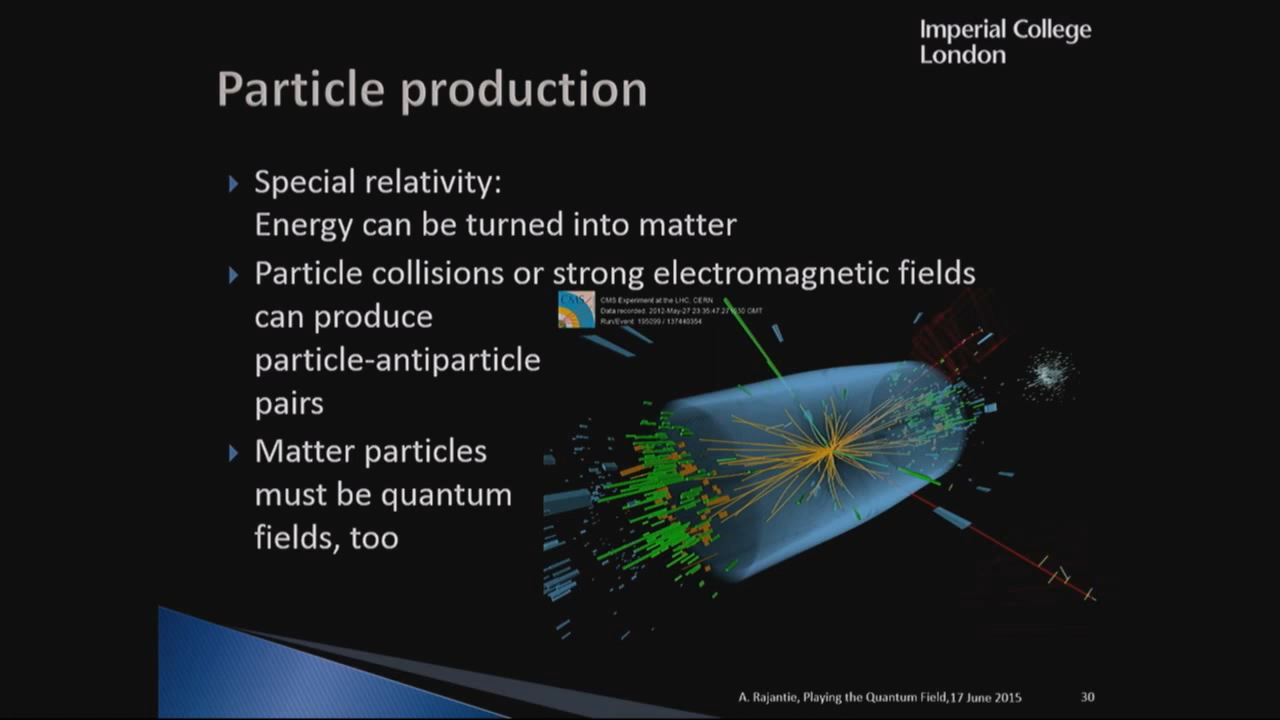 Imperial College
London
Particle production
Special relativity:
Energy can be turned into matter
Particle collisions or strong electromagnetic fields
can produce
particle-antiparticle
pairs
CMS Experiment at the LHC, CERN
Data recorded: 2012-May-27 23:35:47.27 30 GMT
Run/Event: 195099 / 137440354
Matter particles
must be quantum
fields, too
A. Rajantie, Playing the Quantum Field,17 June 2015
30